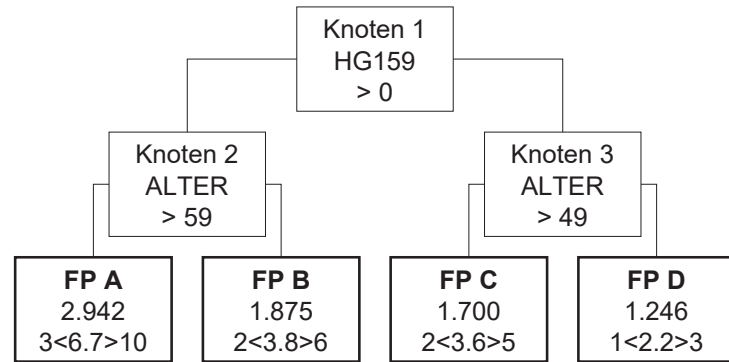 Knoten 1
HG159
> 0
Knoten 2
ALTER
> 59
Knoten 3
ALTER
> 49
FP A
2.942
3<6.7>10
FP B
1.875
2<3.8>6
FP C
1.700
2<3.6>5
FP D
1.246
1<2.2>3